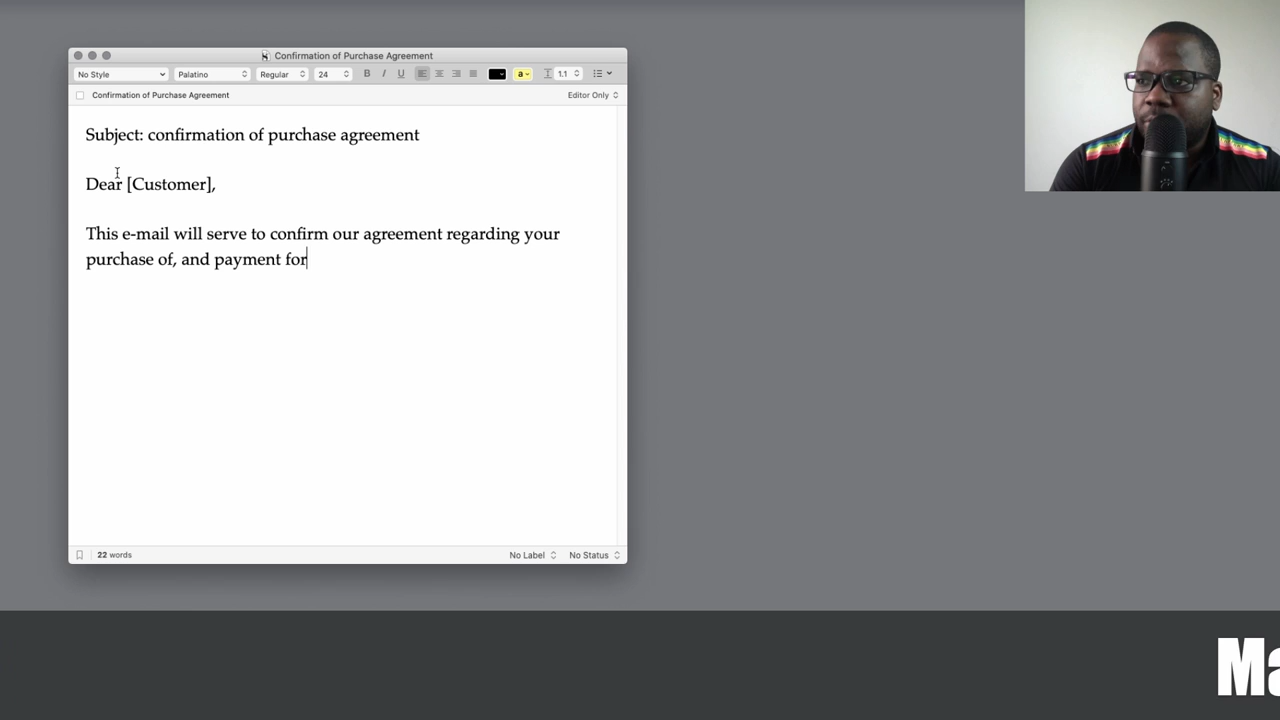 Confirmation of Purchase Agreement
No Style Palatino Regular 24 B I U a 1.1
Confirmation of Purchase Agreement Editor Only
Subject: confirmation of purchase agreement
Dear [Customer],
This e-mail will serve to confirm our agreement regarding your
purchase of, and payment for
22 words No Label No Status